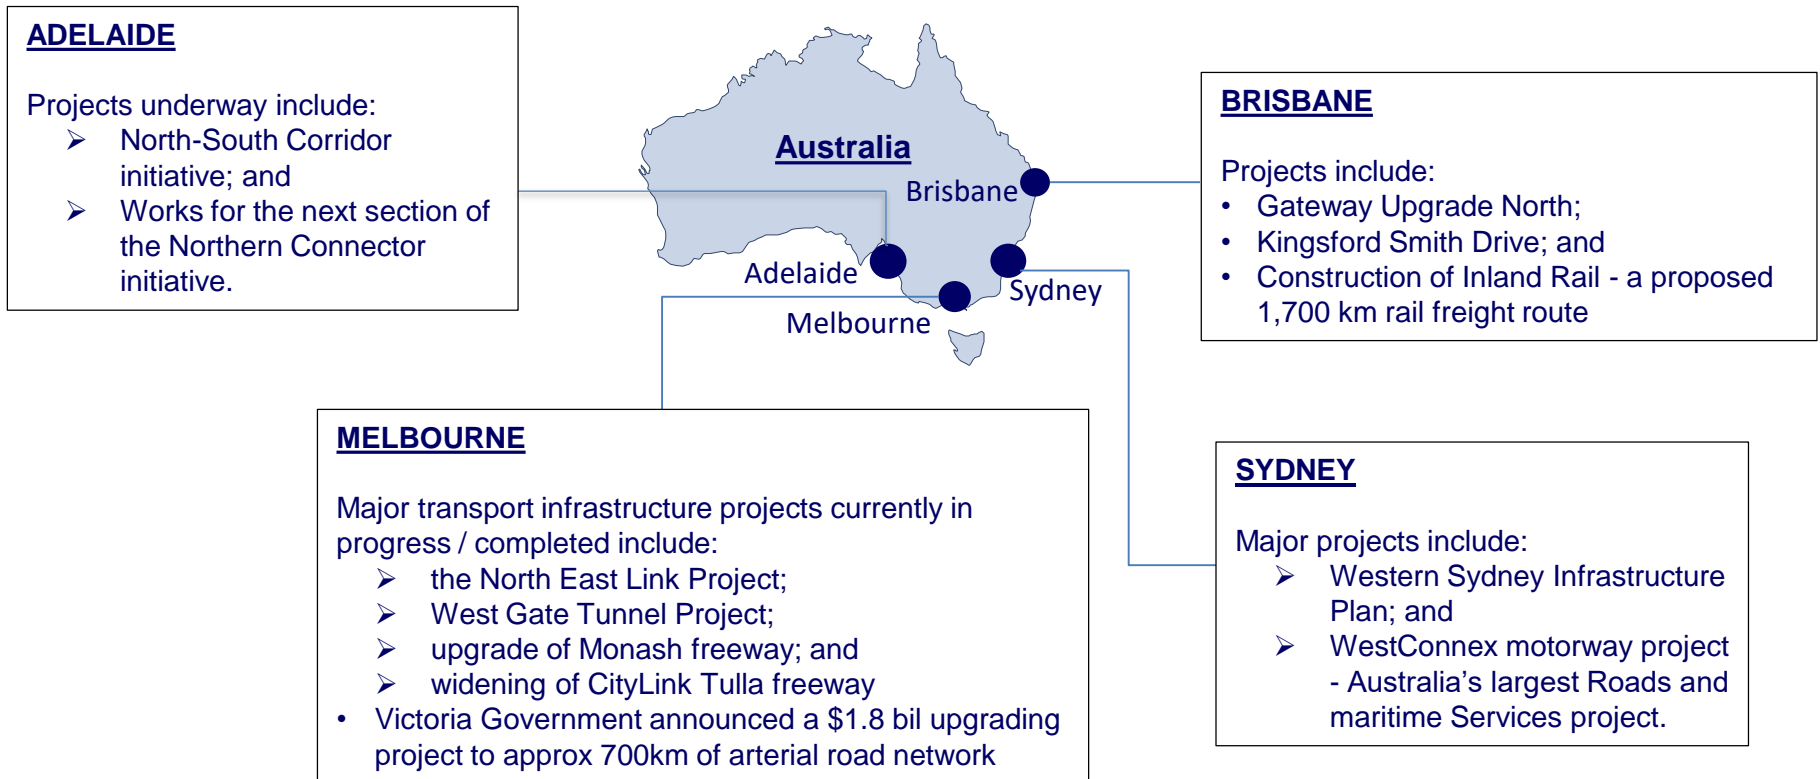 ADELAIDE
Projects underway include:
➢ North-South Corridor
initiative; and
➢ Works for the next section of
the Northern Connector
initiative.
Australia
Brisbane
Adelaide
Sydney
Melbourne
BRISBANE
Projects include:
• Gateway Upgrade North;
• Kingsford Smith Drive; and
• Construction of Inland Rail - a proposed
1,700 km rail freight route
MELBOURNE
Major transport infrastructure projects currently in
progress / completed include:
➢ the North East Link Project;
➢ West Gate Tunnel Project;
➢ upgrade of Monash freeway; and
➢ widening of CityLink Tulla freeway
• Victoria Government announced a $1.8 bil upgrading
project to approx 700km of arterial road network
SYDNEY
Major projects include:
➢ Western Sydney Infrastructure
Plan; and
➢ WestConnex motorway project
- Australia’s largest Roads and
maritime Services project.